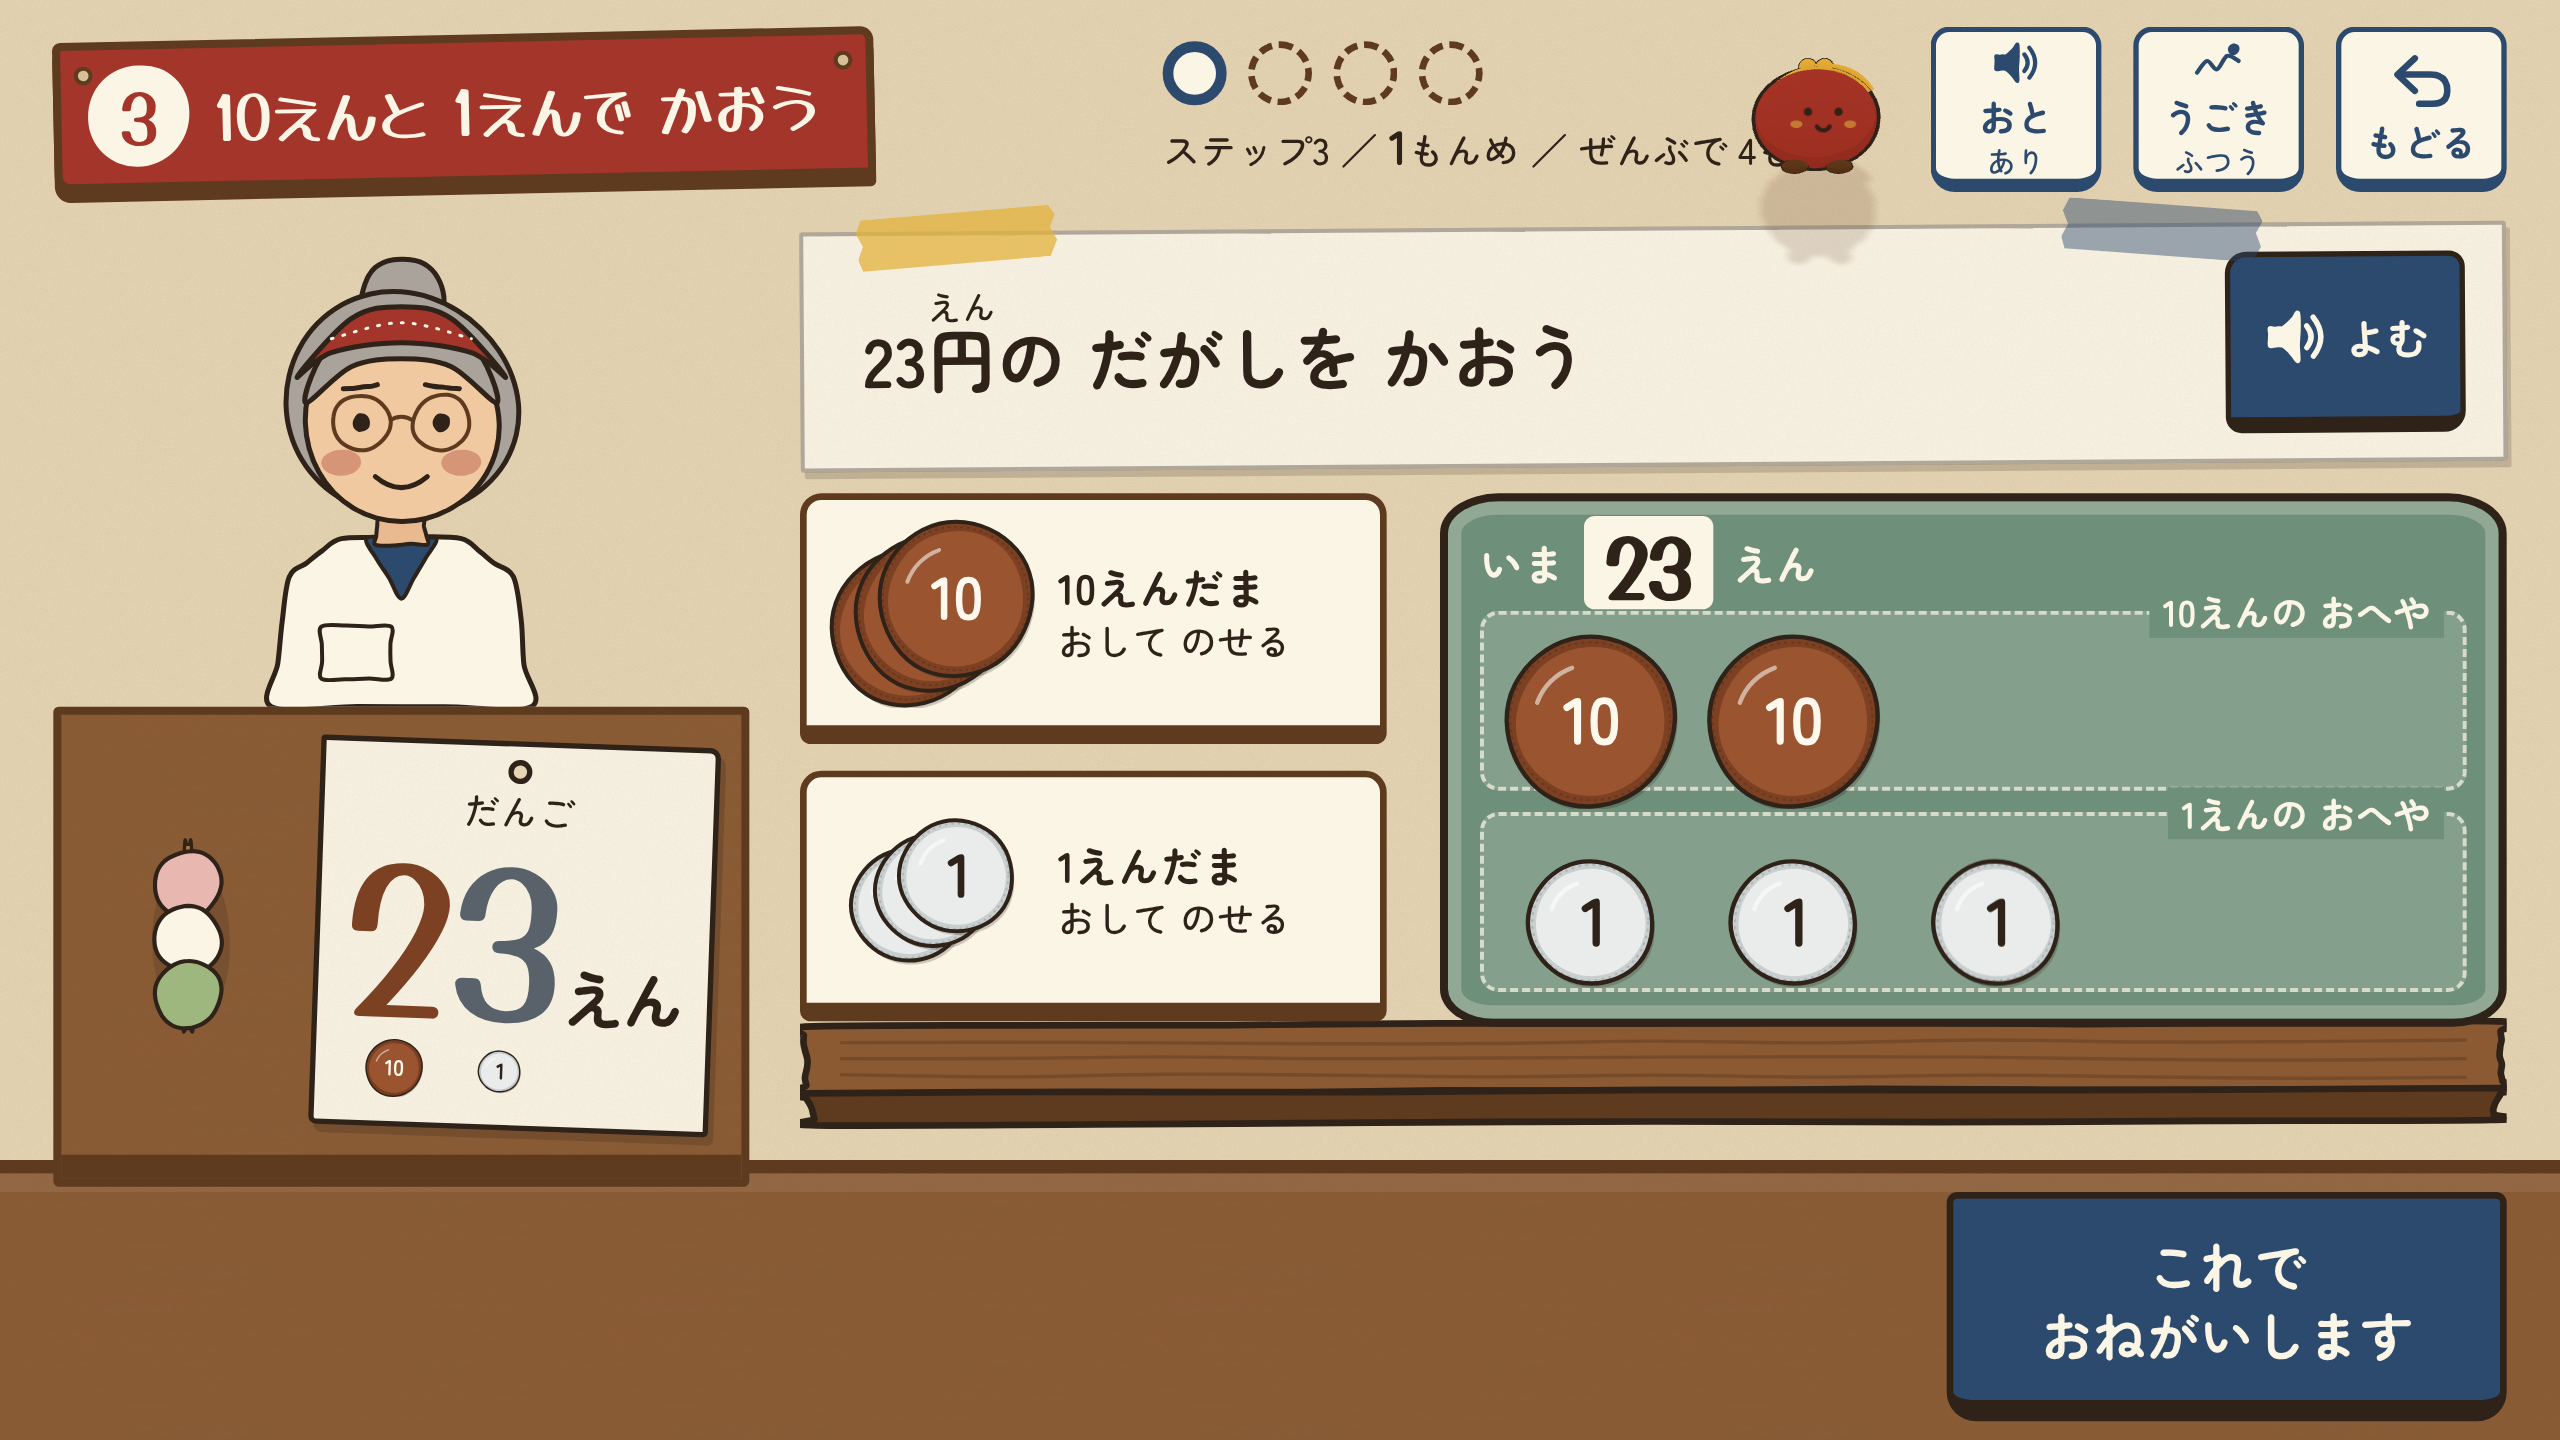 3 10えんと 1えんで かおう
ステップ3 ／ 1もんめ ／ ぜんぶで 4
おと
あり
うごき
ふつう
もどる
えん
23円の だがしを かおう
よむ
10
10えんだま
おして のせる
1
1えんだま
おして のせる
いま 23 えん
10えんの おへや
10 10
1えんの おへや
1 1 1
だんご
23えん
10 1
これで
おねがいします